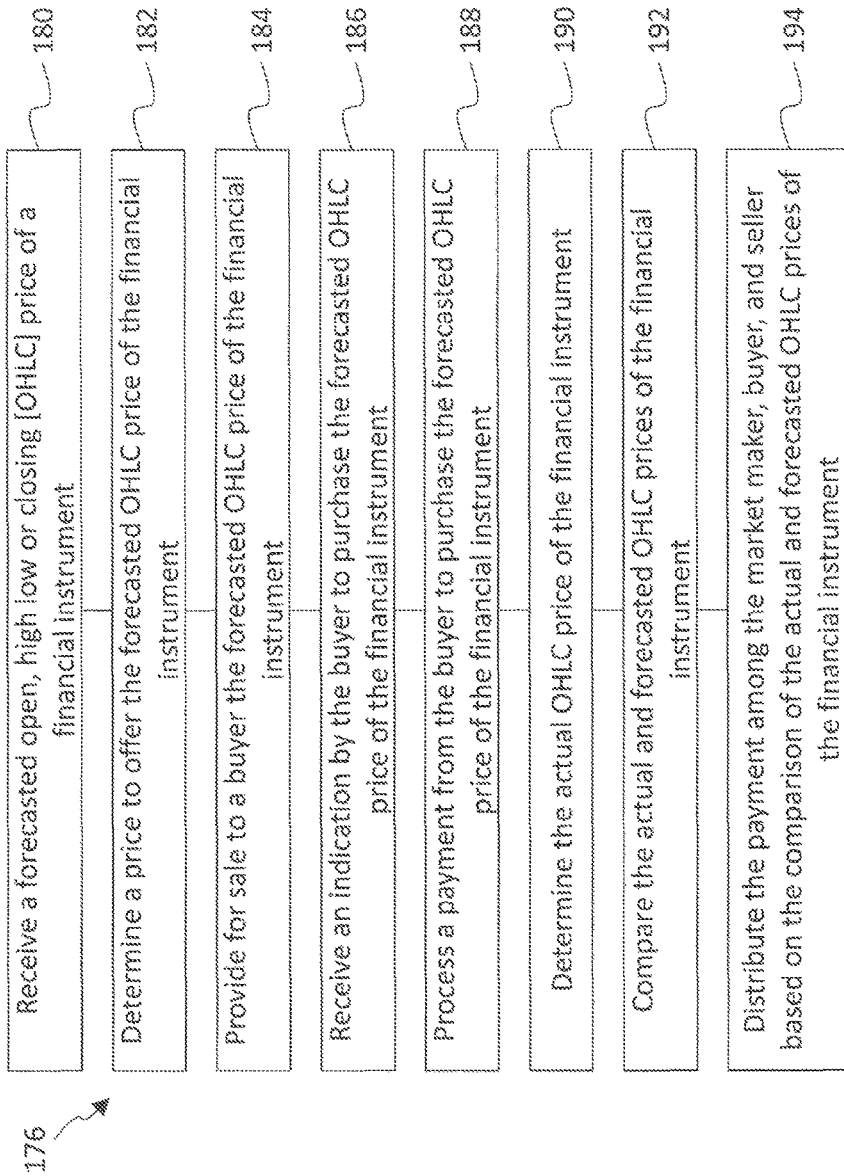 176
Receive a forecasted open, high low or closing [OHLC] price of a
financial instrument
180
Determine a price to offer the forecasted OHLC price of the financial
instrument
182
Provide for sale to a buyer the forecasted OHLC price of the financial
instrument
184
Receive an indication by the buyer to purchase the forecasted OHLC
price of the financial instrument
186
Process a payment from the buyer to purchase the forecasted OHLC
price of the financial instrument
188
Determine the actual OHLC price of the financial instrument
190
Compare the actual and forecasted OHLC prices of the financial
instrument
192
Distribute the payment among the market maker, buyer, and seller
based on the comparison of the actual and forecasted OHLC prices of
the financial instrument
194